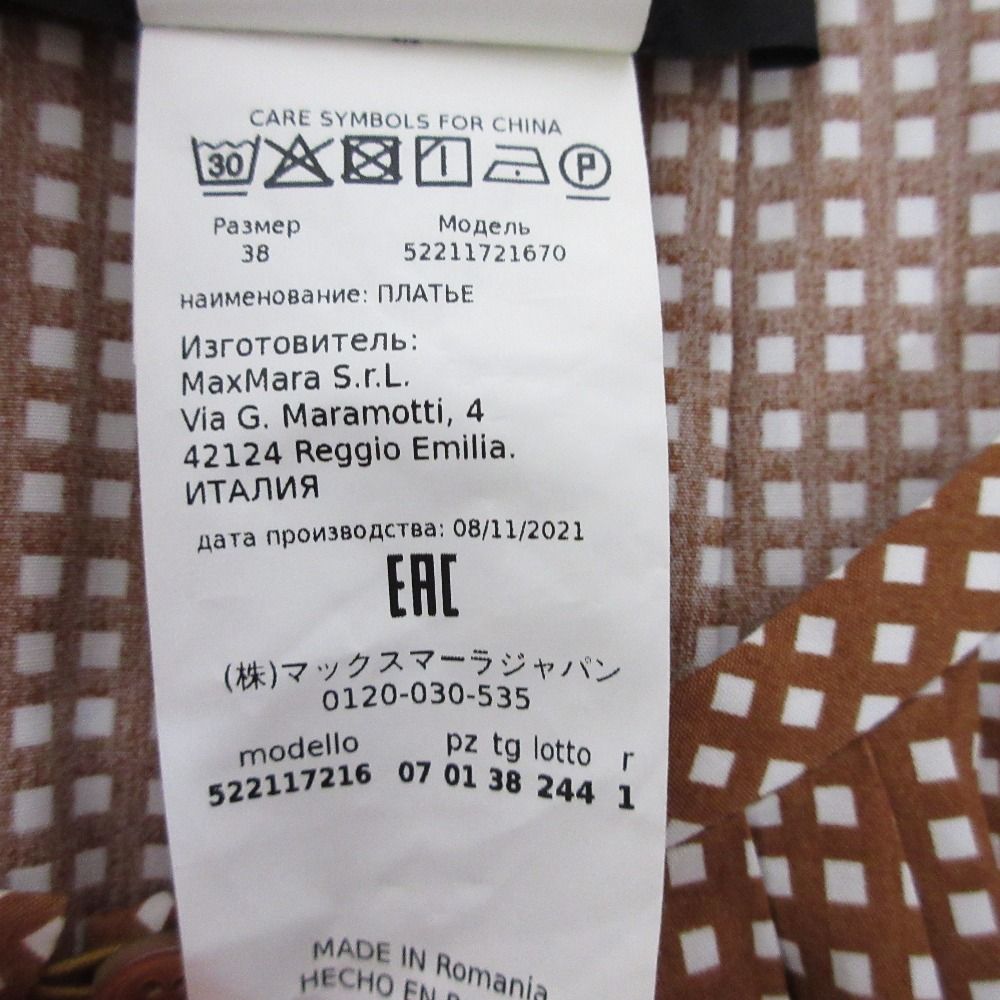 CARE SYMBOLS FOR CHINA
30 P
Размер Модель
38 52211721670
наименование: ПЛАТЬЕ
Изготовитель:
MaxMara S.r.L.
Via G. Maramotti, 4
42124 Reggio Emilia.
ИТАЛИЯ
дата производства: 08/11/2021
EAC
(株)マックスマーラジャパン
0120-030-535
modello pz tg lotto r
522117216 07 01 38 244 1
MADE IN Romania
HECHO EN